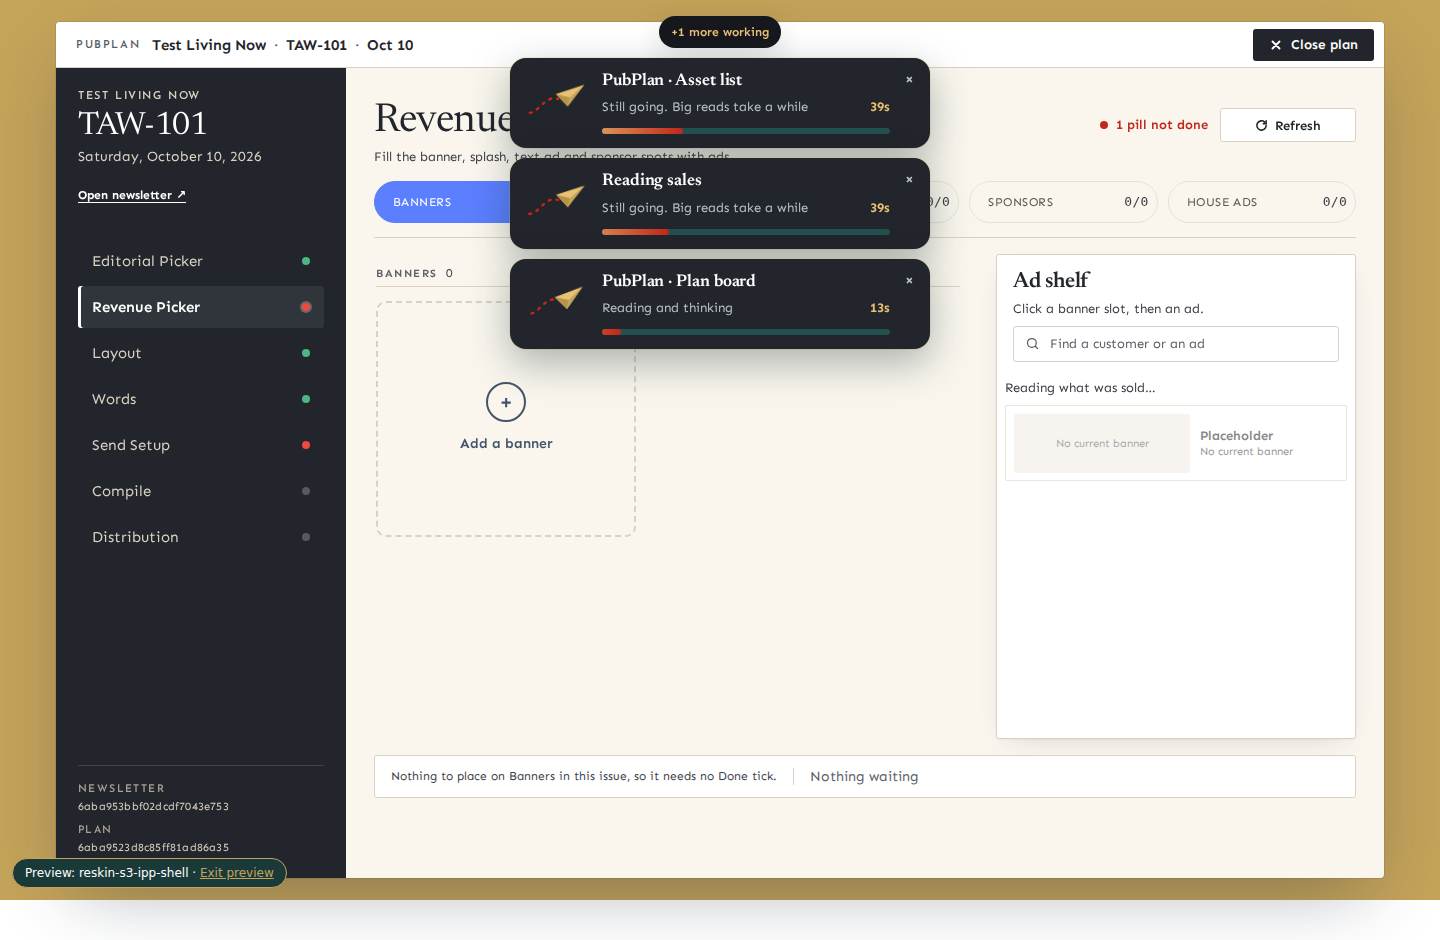 +1 more working
PUBPLAN Test Living Now · TAW-101 · Oct 10
Close plan
TEST LIVING NOW
TAW-101
Saturday, October 10, 2026
Open newsletter ↗
Editorial Picker
Revenue Picker
Layout
Words
Send Setup
Compile
Distribution
NEWSLETTER
6aba953bbf02dcdf7043e753
PLAN
6aba9523d8c85ff81ad86a35
Preview: reskin-s3-ipp-shell · Exit preview
PubPlan · Asset list
×
Still going. Big reads take a while 39s
Reading sales
×
Still going. Big reads take a while 39s
PubPlan · Plan board
×
Reading and thinking 13s
Revenue
1 pill not done
Refresh
Fill the banner, splash, text ad and sponsor spots with ads
BANNERS
0/0
SPONSORS 0/0
HOUSE ADS 0/0
BANNERS 0
+
Add a banner
Ad shelf
Click a banner slot, then an ad.
Find a customer or an ad
Reading what was sold...
No current banner
Placeholder
No current banner
Nothing to place on Banners in this issue, so it needs no Done tick.
Nothing waiting